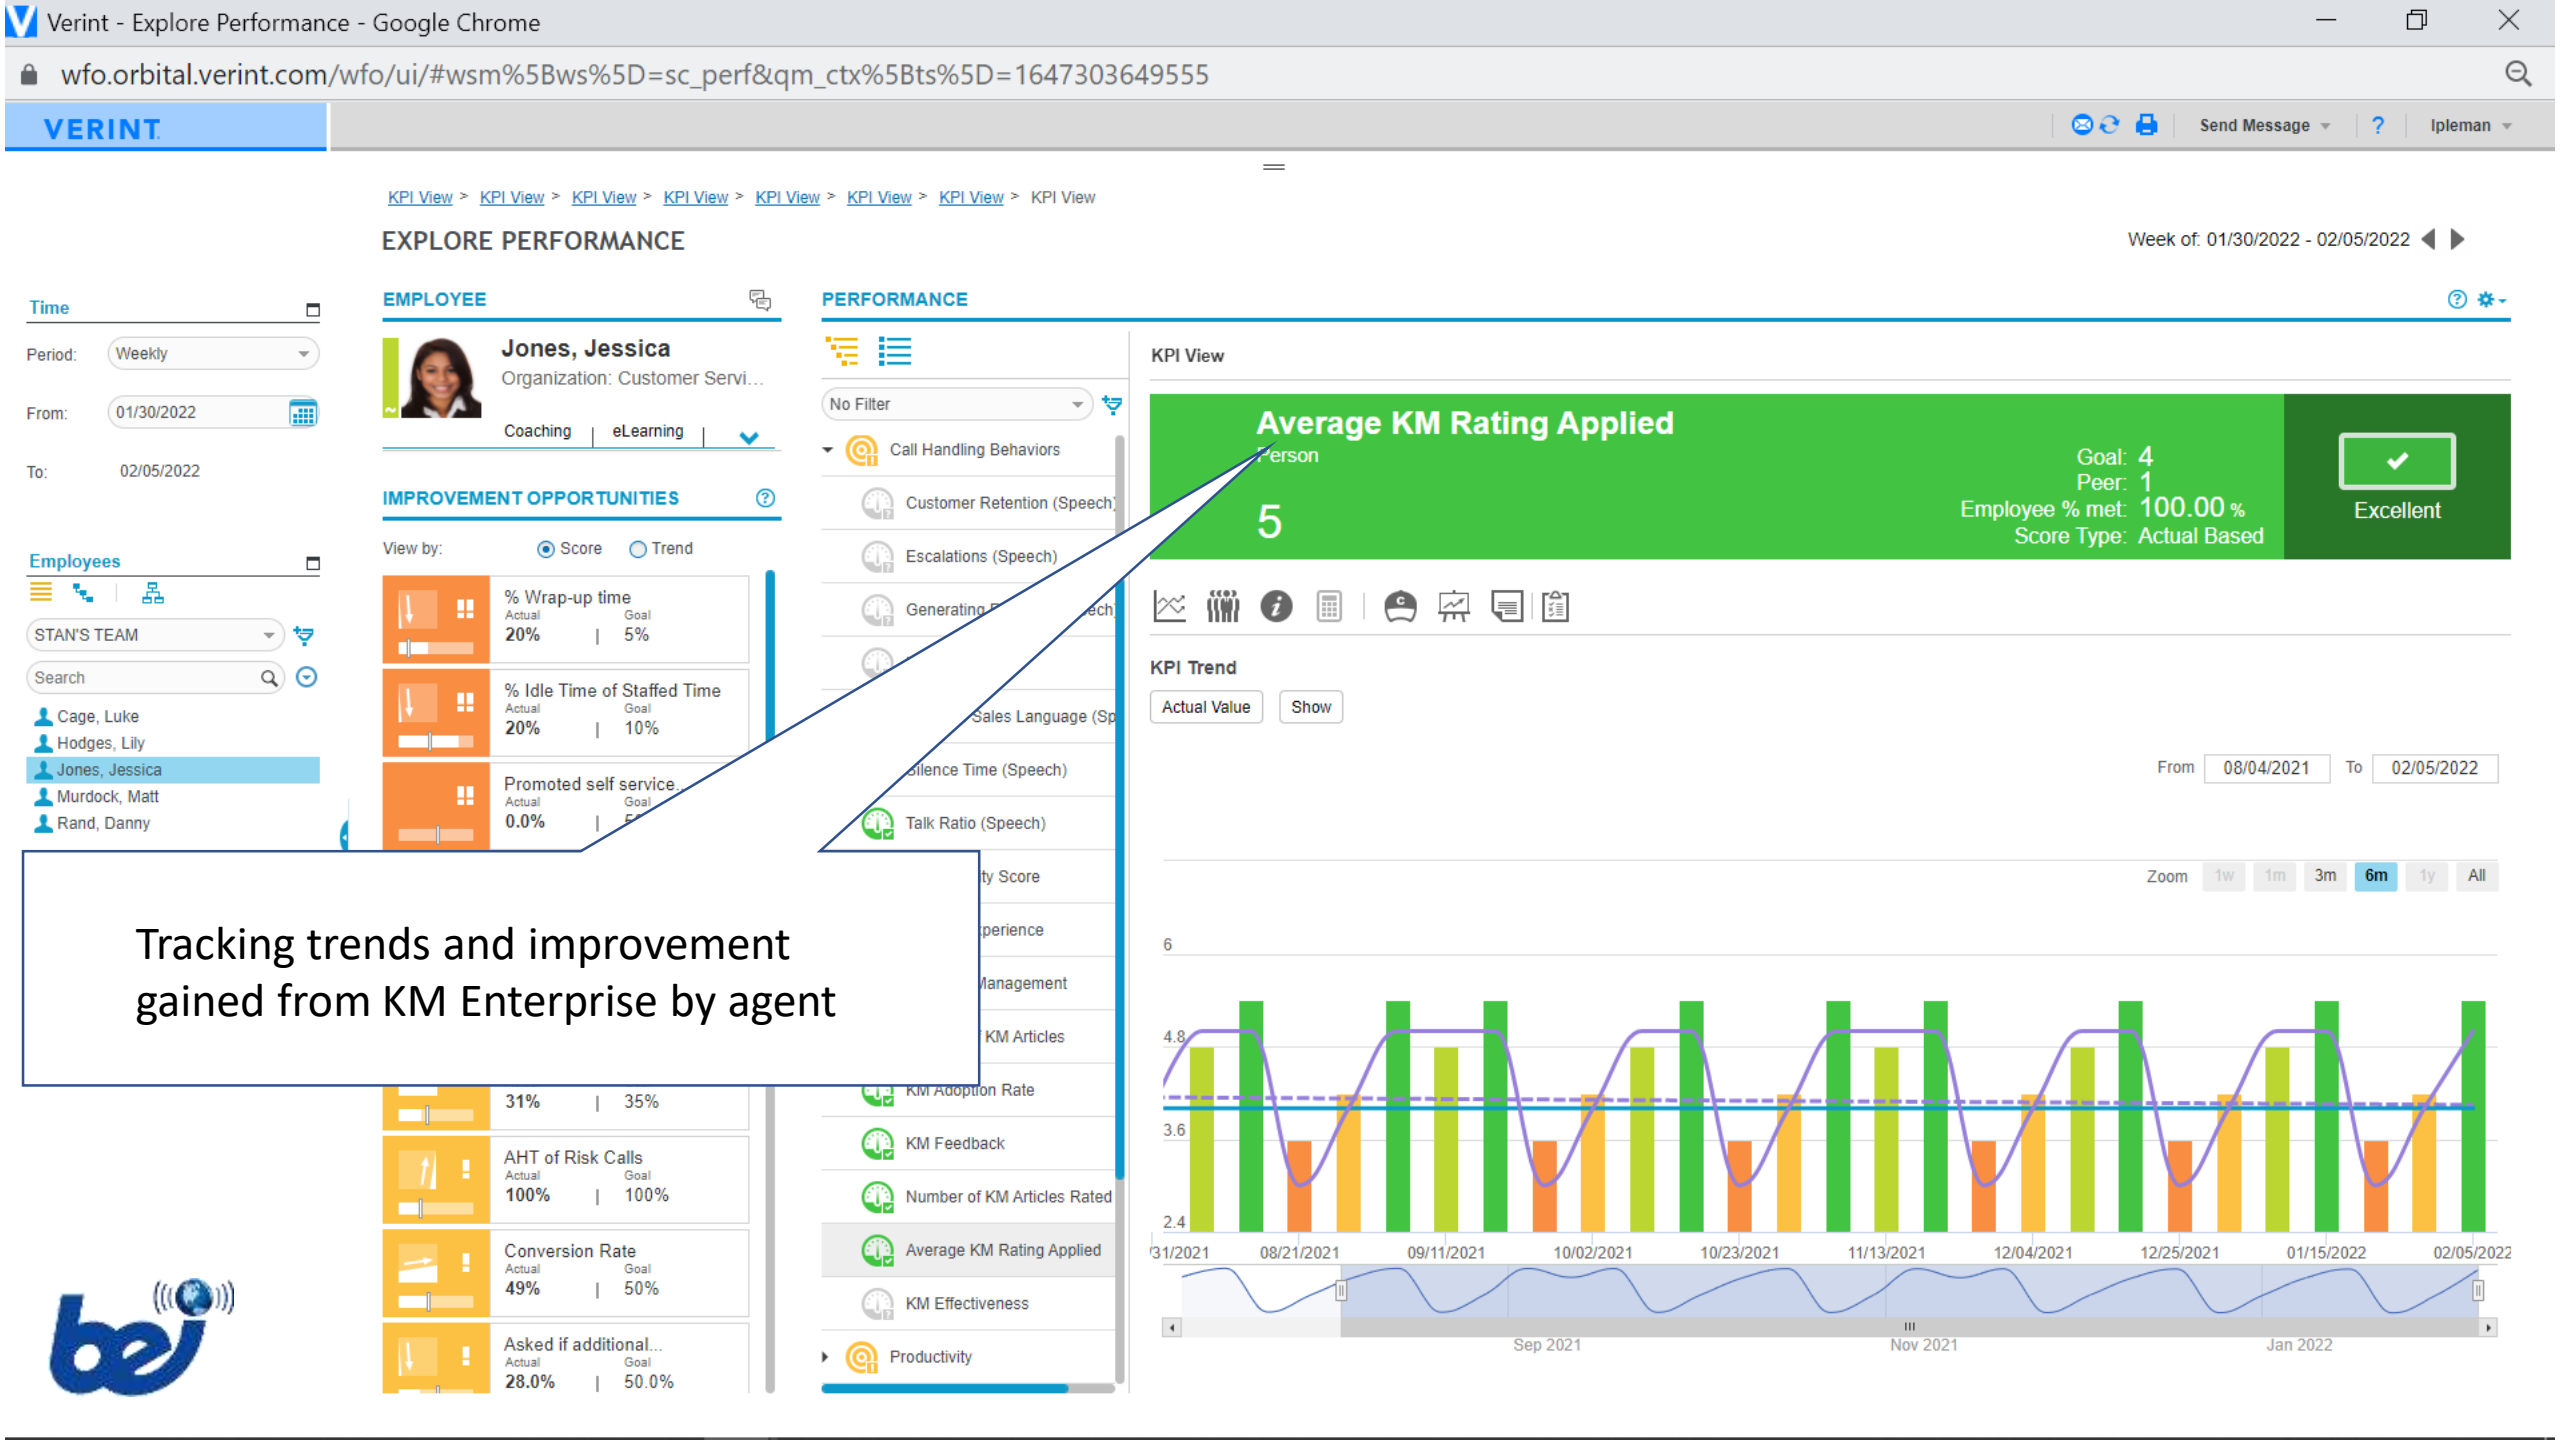 Verint - Explore Performance - Google Chrome
wfo.orbital.verint.com/wfo/ui/#wsm%5Bws%5D=sc_perf&qm_ctx%5Bts%5D=1647303649555
VERINT
Send Message
?
Ipleman
KPI View > KPI View > KPI View > KPI View > KPI View > KPI View > KPI View > KPI View
EXPLORE PERFORMANCE
Week of: 01/30/2022 - 02/05/2022
Time
Period: Weekly
From: 01/30/2022
To: 02/05/2022
Employees
STAN'S TEAM
Search
Cage, Luke
Hodges, Lily
Jones, Jessica
Murdock, Matt
Rand, Danny
EMPLOYEE
Jones, Jessica
Organization: Customer Servi...
Coaching | eLearning |
IMPROVEMENT OPPORTUNITIES
View by: Score Trend
% Wrap-up time
Actual Goal
20% | 5%
% Idle Time of Staffed Time
Actual Goal
20% | 10%
Promoted self service...
Actual Goal
0.0% |
31% | 35%
AHT of Risk Calls
Actual Goal
100% | 100%
Conversion Rate
Actual Goal
49% | 50%
Asked if additional...
Actual Goal
28.0% | 50.0%
PERFORMANCE
No Filter
Call Handling Behaviors
Customer Retention (Speech)
Escalations (Speech)
Generating
Sales Language (Sp
Silence Time (Speech)
Talk Ratio (Speech)
Score
Management
KM Articles
KM Adoption Rate
KM Feedback
Number of KM Articles Rated
Average KM Rating Applied
KM Effectiveness
Productivity
KPI View
Average KM Rating Applied
Person
5
Goal: 4
Peer: 1
Employee % met: 100.00 %
Score Type: Actual Based
Excellent
KPI Trend
Actual Value
Show
From 08/04/2021 To 02/05/2022
Zoom 1w 1m 3m 6m 1y All
6
4.8
3.6
2.4
/31/2021 08/21/2021 09/11/2021 10/02/2021 10/23/2021 11/13/2021 12/04/2021 12/25/2021 01/15/2022 02/05/2022
Sep 2021 Nov 2021 Jan 2022
Tracking trends and improvement
gained from KM Enterprise by agent
bei